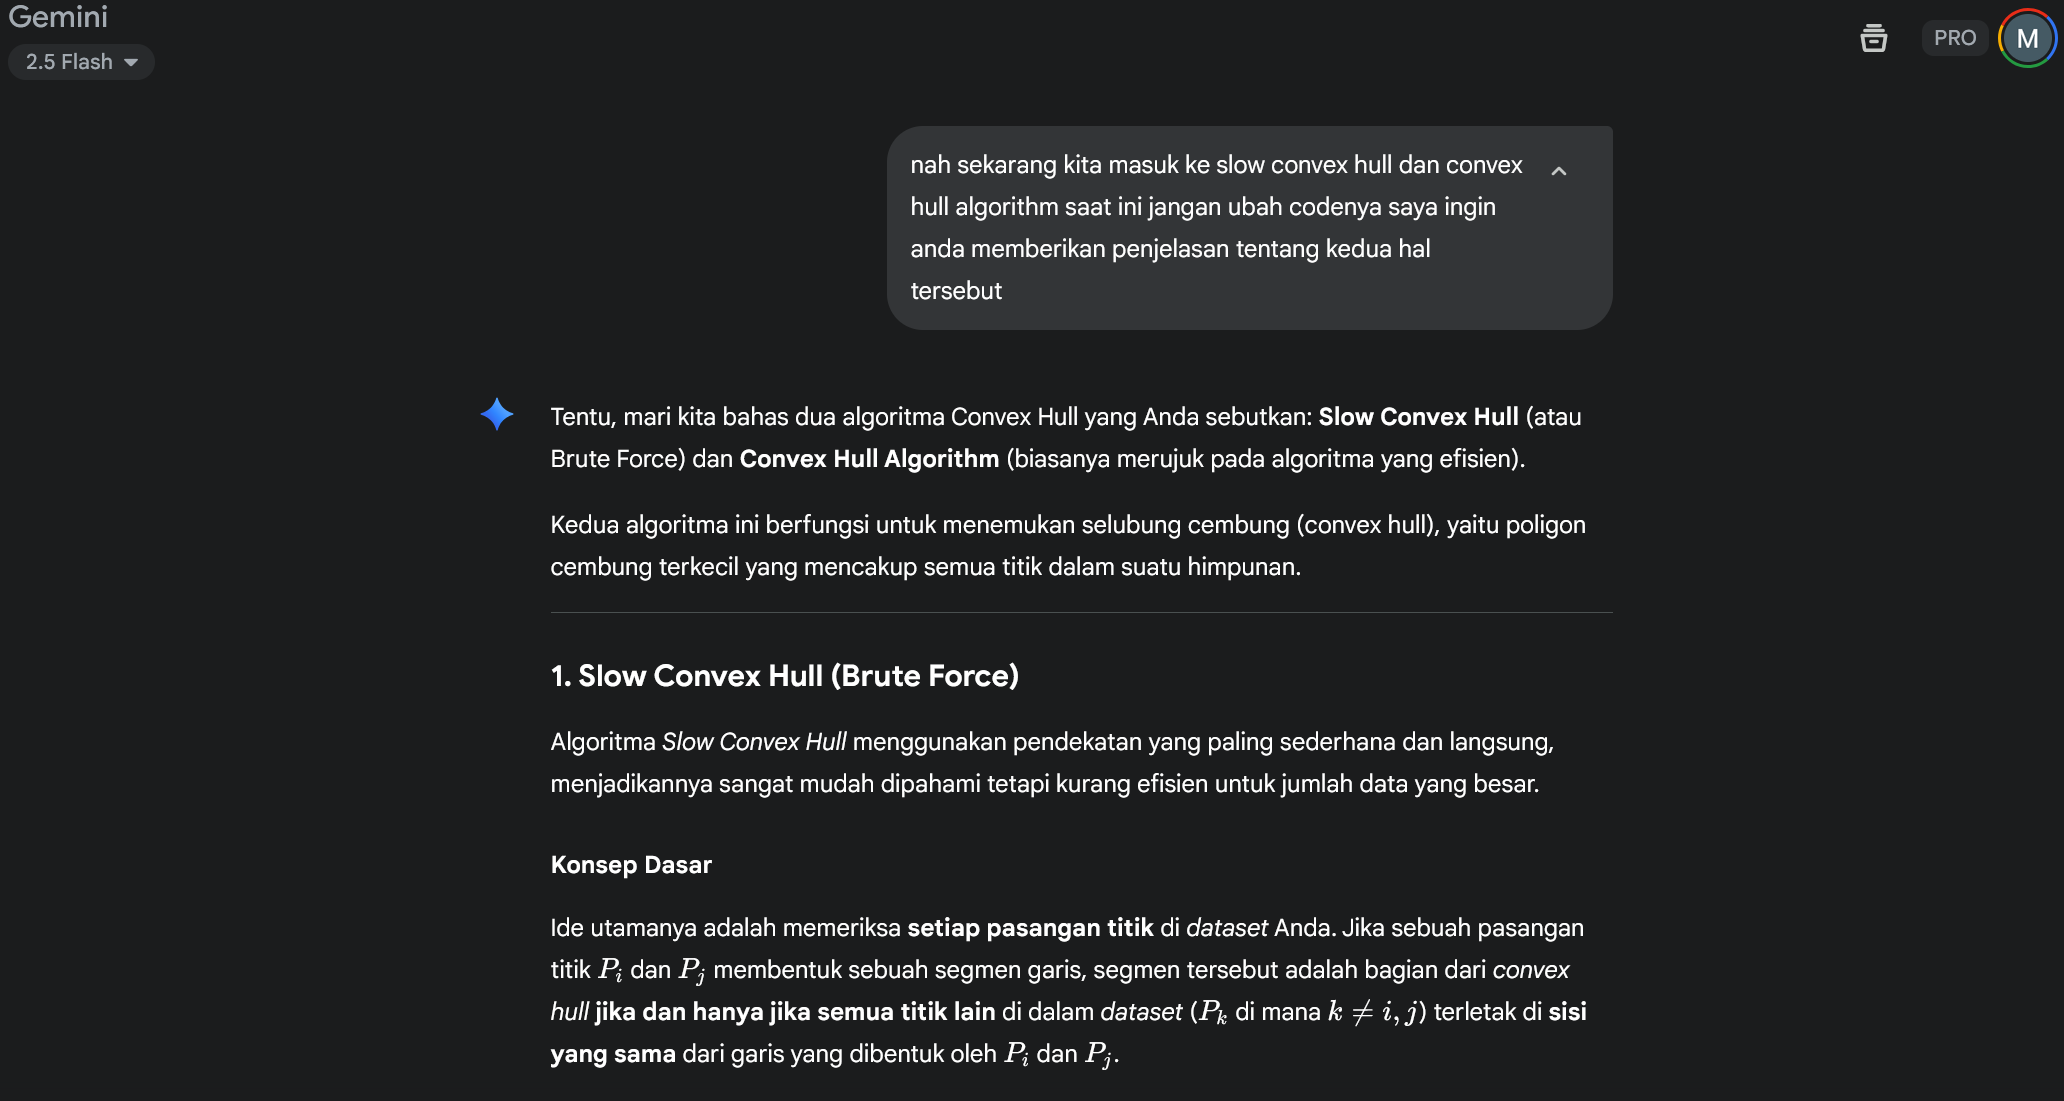 Gemini
2.5 Flash
PRO
M
nah sekarang kita masuk ke slow convex hull dan convex
hull algorithm saat ini jangan ubah codenya saya ingin
anda memberikan penjelasan tentang kedua hal
tersebut
Tentu, mari kita bahas dua algoritma Convex Hull yang Anda sebutkan: Slow Convex Hull (atau
Brute Force) dan Convex Hull Algorithm (biasanya merujuk pada algoritma yang efisien).
Kedua algoritma ini berfungsi untuk menemukan selubung cembung (convex hull), yaitu poligon
cembung terkecil yang mencakup semua titik dalam suatu himpunan.
1. Slow Convex Hull (Brute Force)
Algoritma Slow Convex Hull menggunakan pendekatan yang paling sederhana dan langsung,
menjadikannya sangat mudah dipahami tetapi kurang efisien untuk jumlah data yang besar.
Konsep Dasar
Ide utamanya adalah memeriksa setiap pasangan titik di dataset Anda. Jika sebuah pasangan
titik P_i dan P_j membentuk sebuah segmen garis, segmen tersebut adalah bagian dari convex
hull jika dan hanya jika semua titik lain di dalam dataset (P_k di mana k ≠ i, j) terletak di sisi
yang sama dari garis yang dibentuk oleh P_i dan P_j.